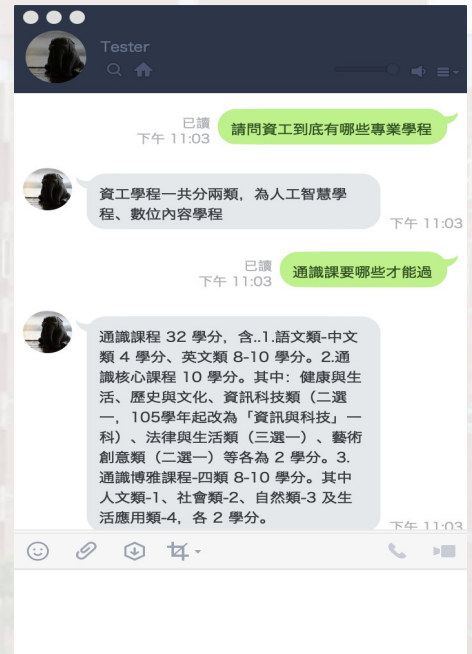 Tester
已讀
下午 11:03
請問資工到底有哪些專業學程
資工學程一共分兩類，為人工智慧學
程、數位內容學程
下午 11:03
已讀
下午 11:03
通識課要哪些才能過
通識課程 32 學分，含..1.語文類-中文
類 4 學分、英文類 8-10 學分。2.通
識核心課程 10 學分。其中：健康與生
活、歷史與文化、資訊科技類（二選
一，105學年起改為「資訊與科技」一
科）、法律與生活類（三選一）、藝術
創意類（二選一）等各為 2 學分。3.
通識博雅課程-四類 8-10 學分。其中
人文類-1、社會類-2、自然類-3 及生
活應用類-4，各 2 學分。
下午 11:03